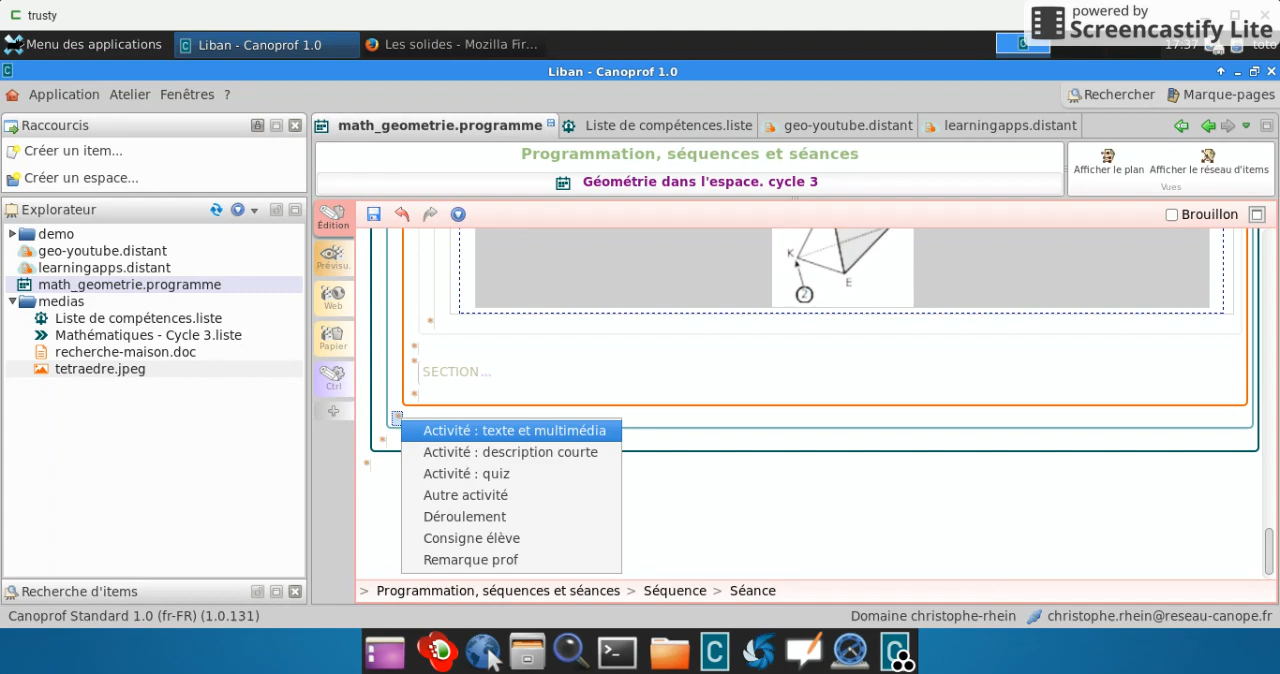 trusty
powered by
Screencastify Lite
Menu des applications
Liban - Canoprof 1.0
Les solides - Mozilla Fir...
17:37
toto
Liban - Canoprof 1.0
Application Atelier Fenêtres ?
Rechercher
Marque-pages
Raccourcis
Créer un item...
Créer un espace...
Explorateur
demo
geo-youtube.distant
learningapps.distant
math_geometrie.programme
medias
Liste de compétences.liste
Mathématiques - Cycle 3.liste
recherche-maison.doc
tetraedre.jpeg
Recherche d'items
math_geometrie.programme
Liste de compétences.liste
geo-youtube.distant
learningapps.distant
Programmation, séquences et séances
Géométrie dans l'espace. cycle 3
Afficher le plan
Afficher le réseau d'items
Vues
Édition
Prévisu.
Web
Papier
Ctrl
Brouillon
K
E
2
SECTION...
Activité : texte et multimédia
Activité : description courte
Activité : quiz
Autre activité
Déroulement
Consigne élève
Remarque prof
> Programmation, séquences et séances > Séquence > Séance
Canoprof Standard 1.0 (fr-FR) (1.0.131)
Domaine christophe-rhein
christophe.rhein@reseau-canope.fr